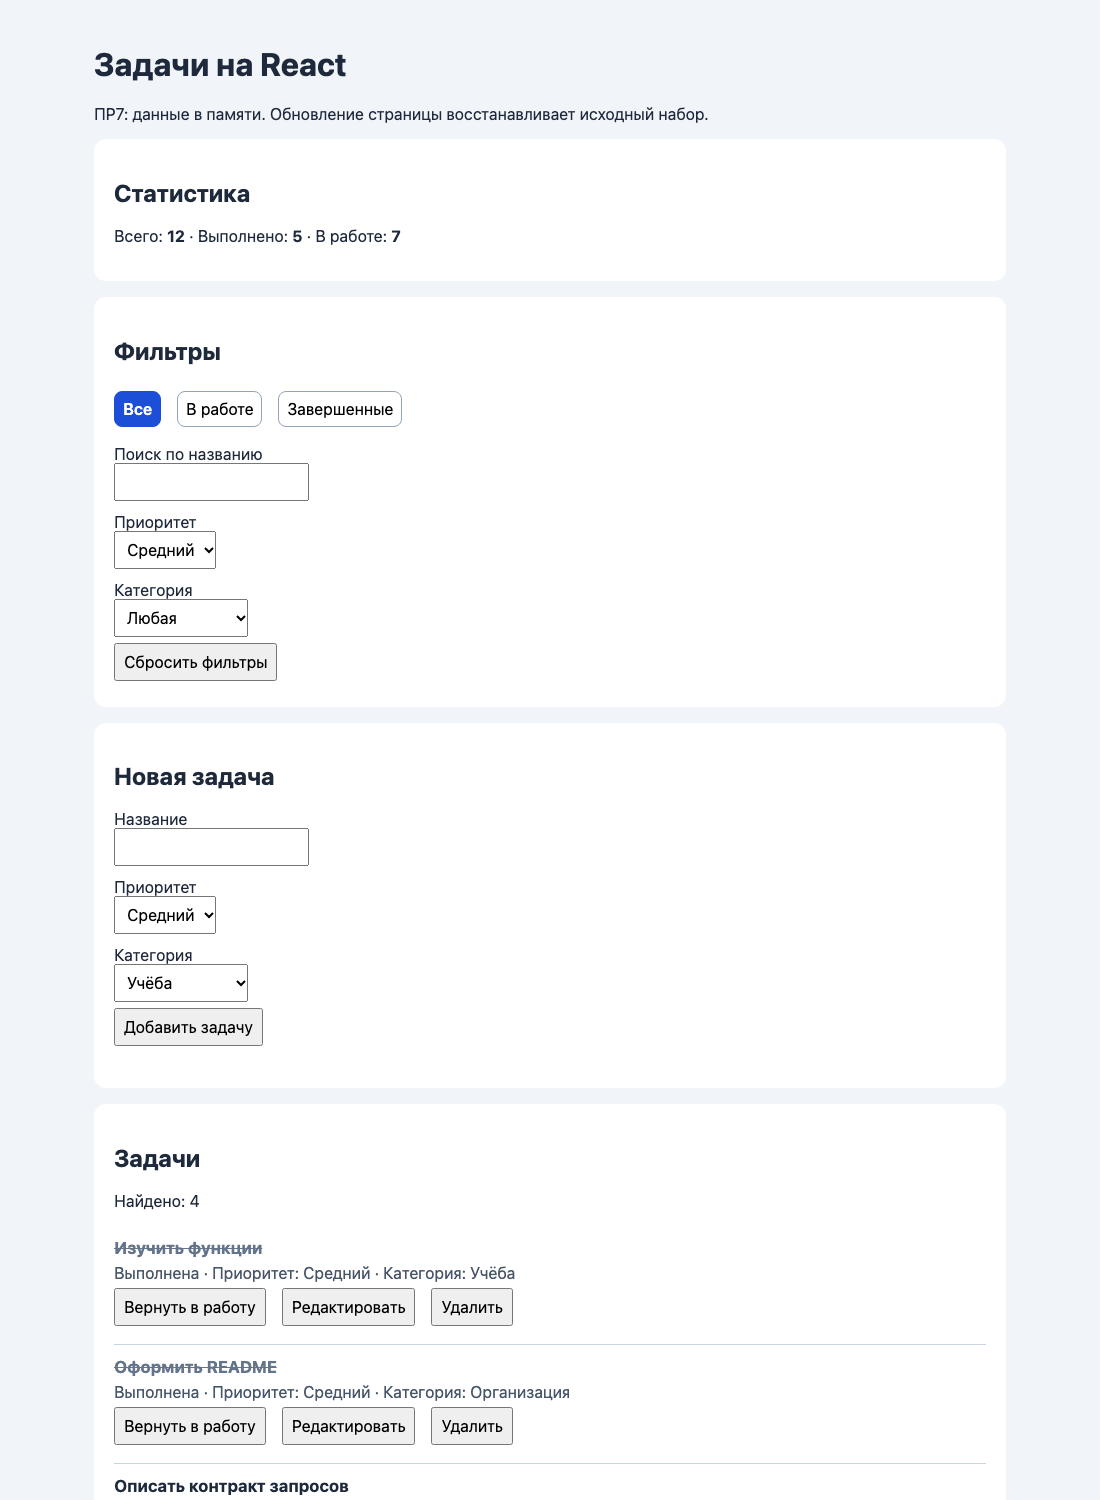 Задачи на React
ПР7: данные в памяти. Обновление страницы восстанавливает исходный набор.
Статистика
Всего: 12 · Выполнено: 5 · В работе: 7
Фильтры
Все В работе Завершенные
Поиск по названию
Приоритет
Средний
Категория
Любая
Сбросить фильтры
Новая задача
Название
Приоритет
Средний
Категория
Учёба
Добавить задачу
Задачи
Найдено: 4
Изучить функции
Выполнена · Приоритет: Средний · Категория: Учёба
Вернуть в работу Редактировать Удалить
Оформить README
Выполнена · Приоритет: Средний · Категория: Организация
Вернуть в работу Редактировать Удалить
Описать контракт запросов